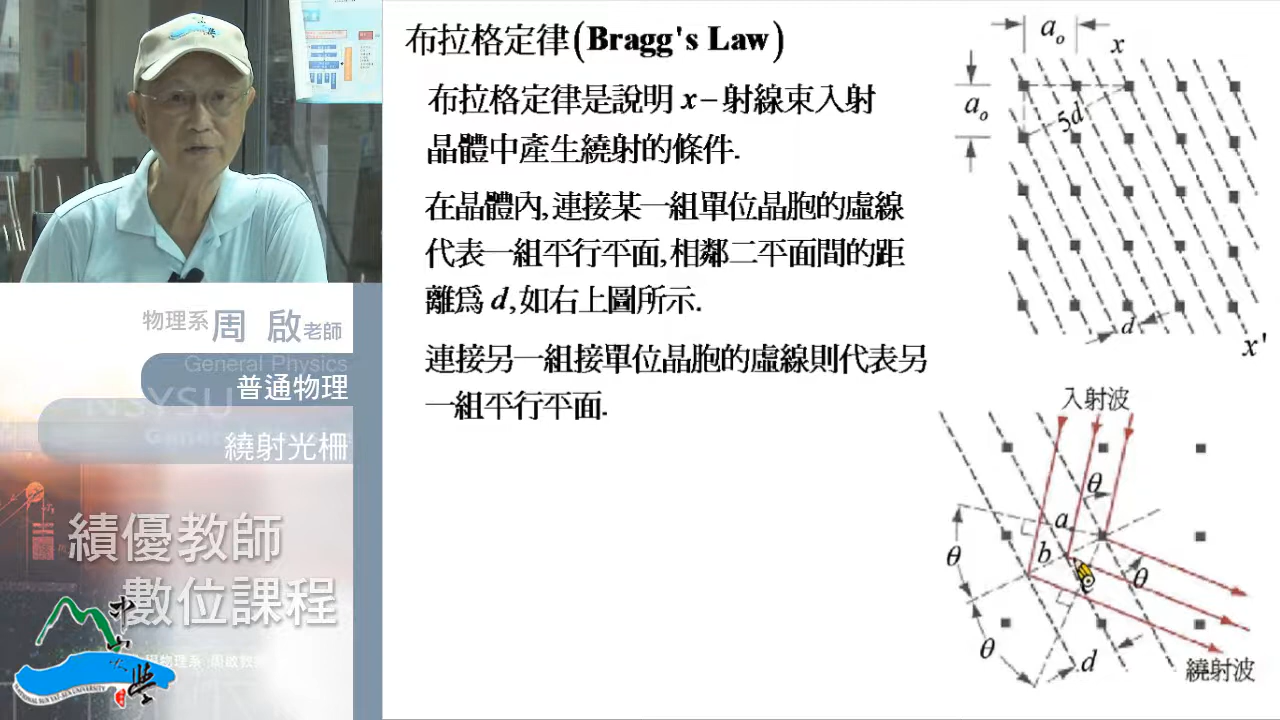 布拉格定律(Bragg's Law)
布拉格定律是說明 x－射線束入射
晶體中產生繞射的條件.
在晶體內,連接某一組單位晶胞的虛線
代表一組平行平面,相鄰二平面間的距
離為 d,如右上圖所示.
連接另一組接單位晶胞的虛線則代表另
一組平行平面.
a₀
x
a₀
5d
d
x'
入射波
θ
a
b
θ
θ
θ
d
繞射波
物理系周 啟老師
General Physics
普通物理
NSYSU
繞射光柵
績優教師
數位課程
NATIONAL SUN YAT-SEN UNIVERSITY